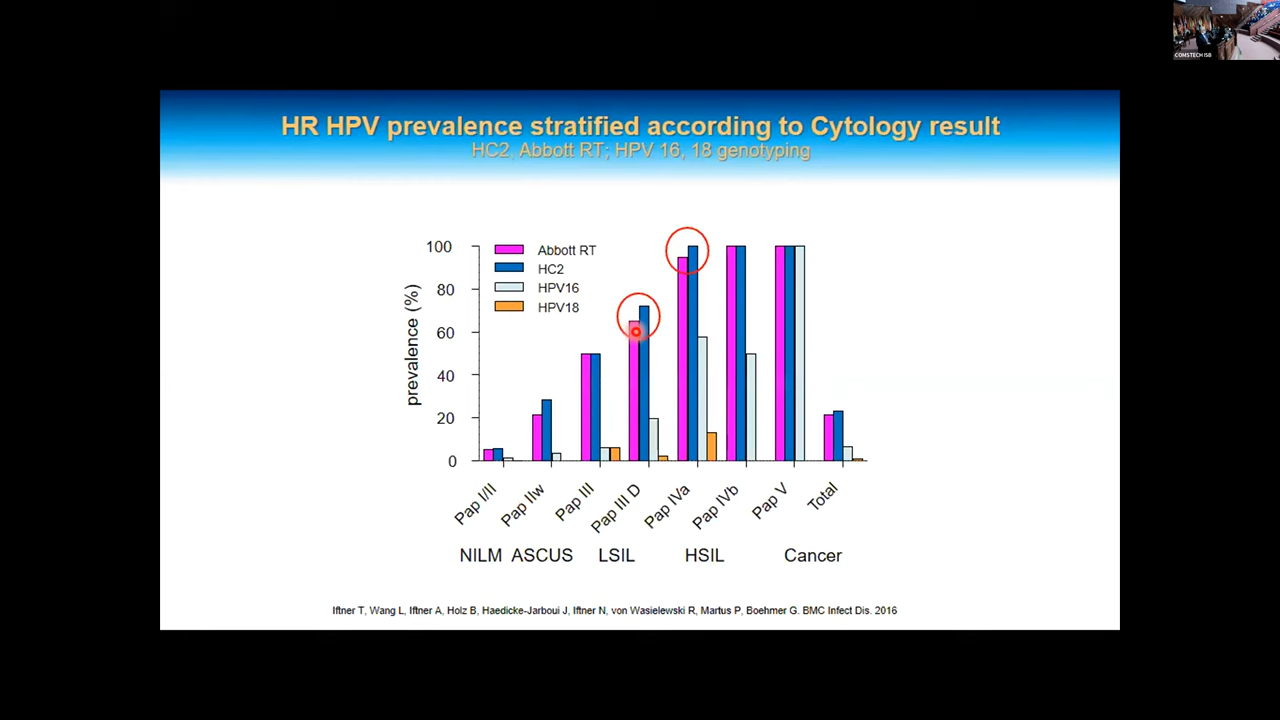 COMSTECH ISB
HR HPV prevalence stratified according to Cytology result
HC2, Abbott RT; HPV 16, 18 genotyping
prevalence (%)
100
80
60
40
20
0
Abbott RT
HC2
HPV16
HPV18
Pap I/II
Pap IIw
Pap III
Pap III D
Pap IVa
Pap IVb
Pap V
Total
NILM ASCUS LSIL HSIL Cancer
Iftner T, Wang L, Iftner A, Holz B, Haedicke-Jarboui J, Iftner N, von Wasielewski R, Martus P, Boehmer G. BMC Infect Dis. 2016